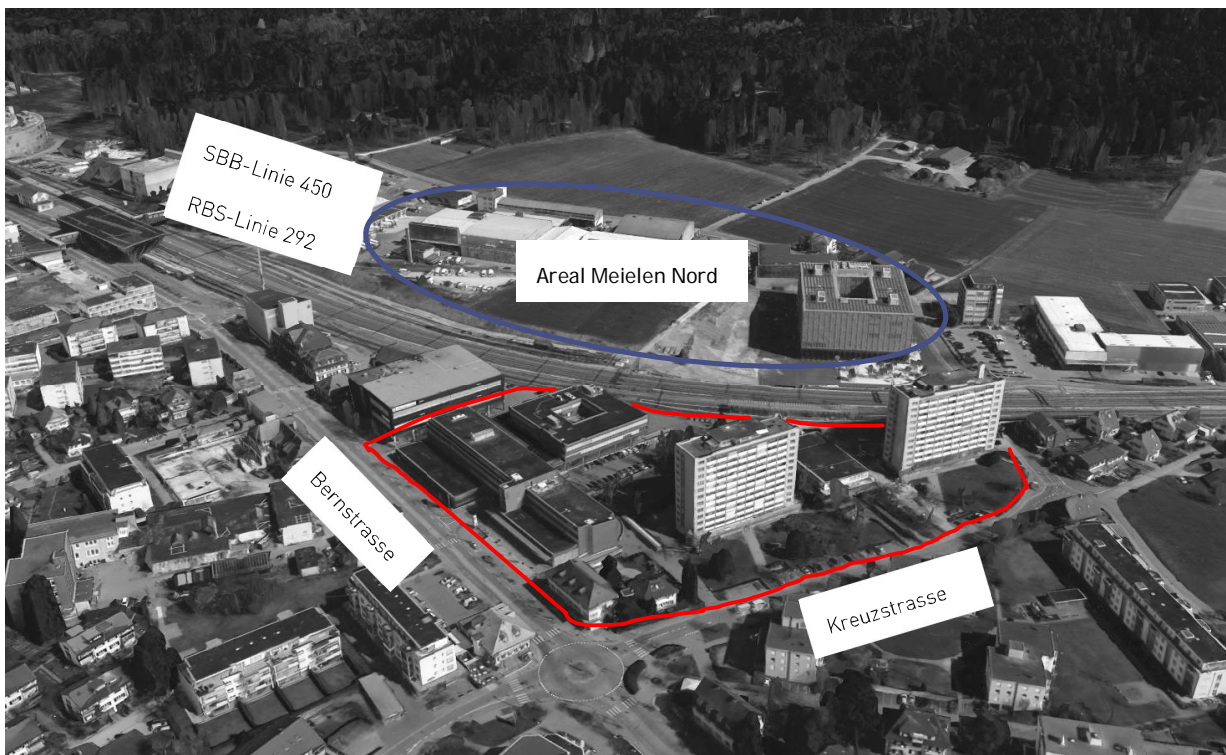 SBB-Linie 450
RBS-Linie 292
Areal Meielen Nord
Bernstrasse
Kreuzstrasse